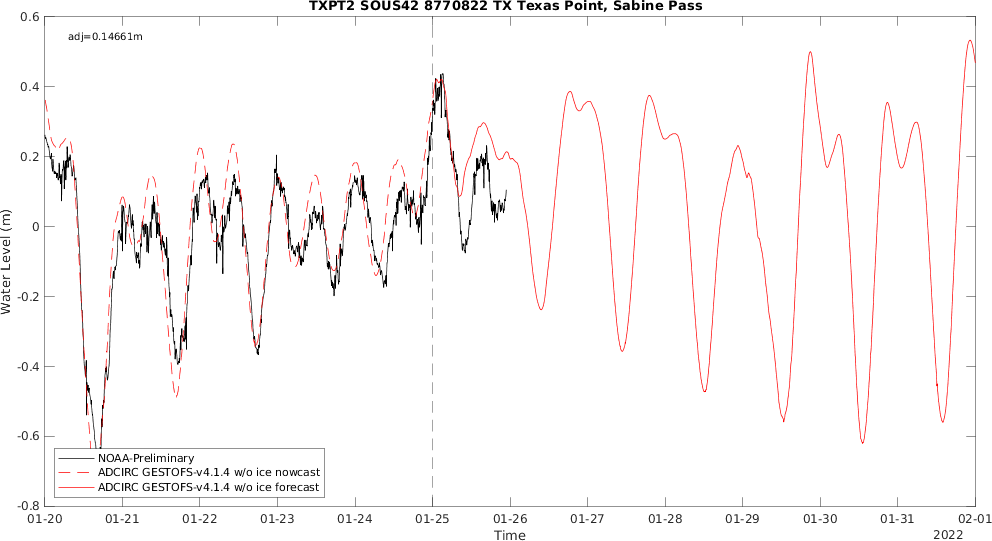 TXPT2 SOUS42 8770822 TX Texas Point, Sabine Pass
adj=0.14661m
0.6
0.4
0.2
0
-0.2
-0.4
-0.6
-0.8
Water Level (m)
NOAA-Preliminary
ADCIRC GESTOFS-v4.1.4 w/o ice nowcast
ADCIRC GESTOFS-v4.1.4 w/o ice forecast
01-20 01-21 01-22 01-23 01-24 01-25 01-26 01-27 01-28 01-29 01-30 01-31 02-01
Time
2022